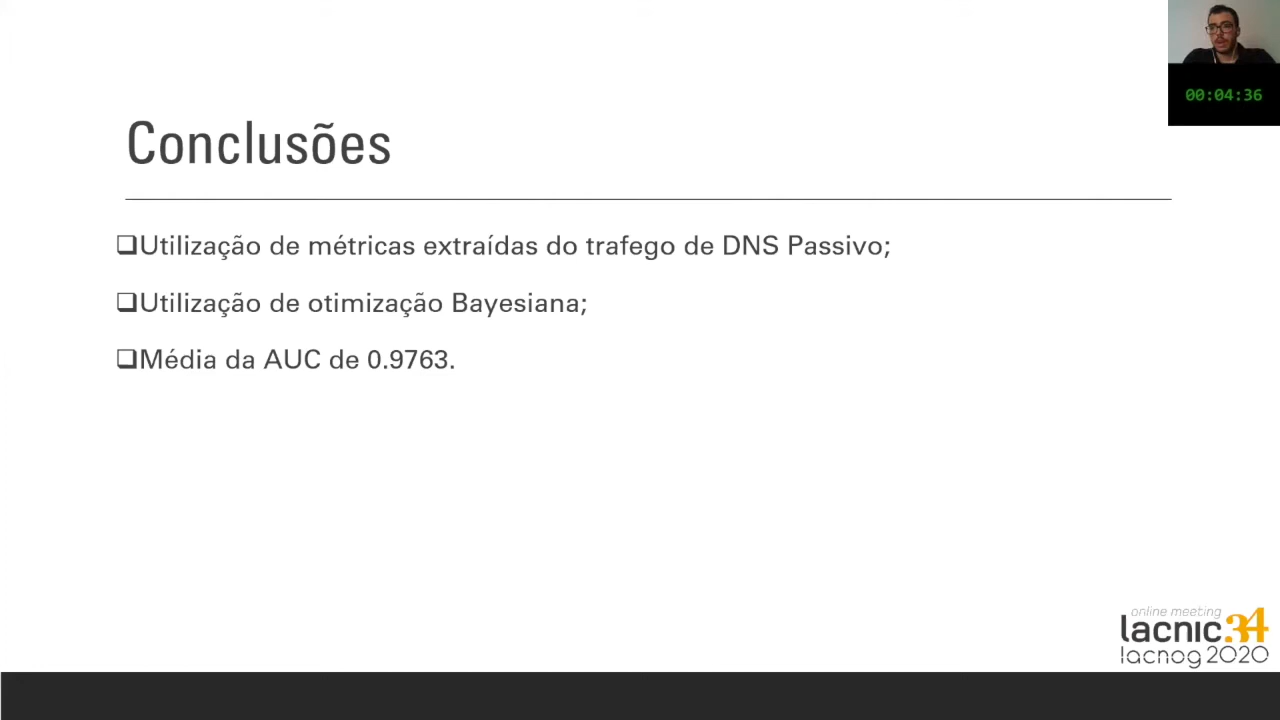 00:04:36
Conclusões
❑Utilização de métricas extraídas do trafego de DNS Passivo;
❑Utilização de otimização Bayesiana;
❑Média da AUC de 0.9763.
online meeting
lacnic.34
lacnog 2020